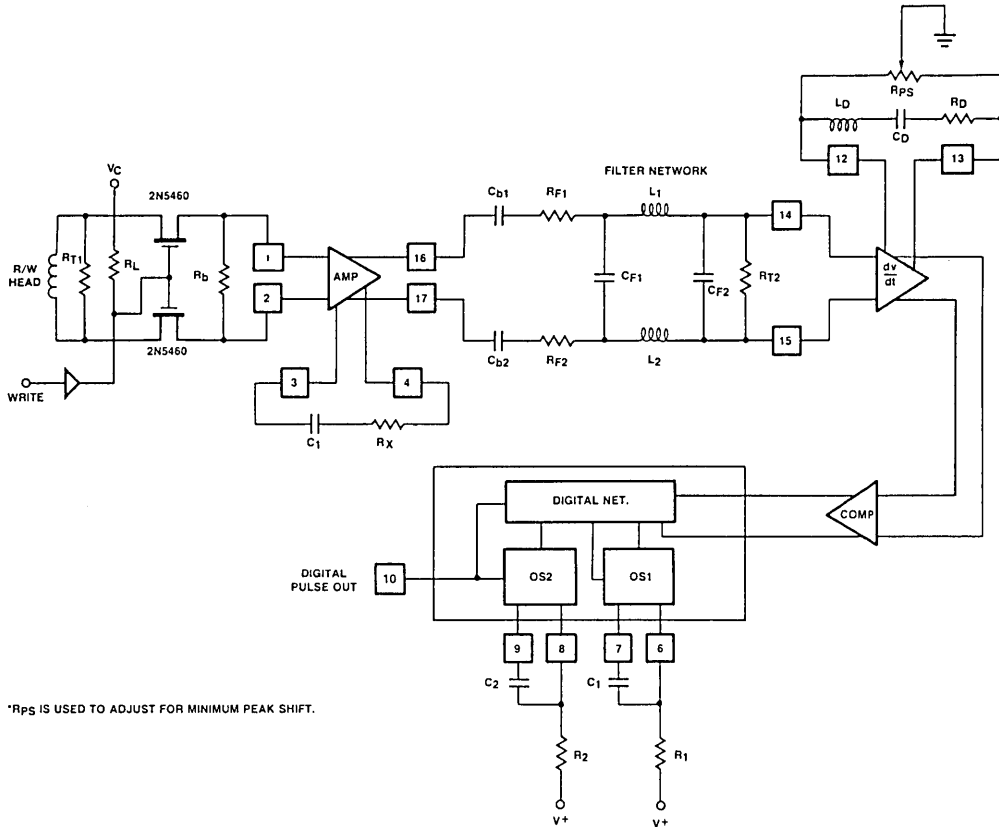 RPS
LD
CD
RD
12
13
VC
2N5460
FILTER NETWORK
Cb1
RF1
L1
14
R/W
HEAD
RT1
RL
Rb
1
2
AMP
16
17
CF1
CF2
RT2
dv
dt
2N5460
Cb2
RF2
L2
15
WRITE
3
4
C1
RX
DIGITAL NET.
COMP
DIGITAL
PULSE OUT
10
OS2
OS1
9
8
7
6
C2
C1
*RPS IS USED TO ADJUST FOR MINIMUM PEAK SHIFT.
R2
R1
V+
V+